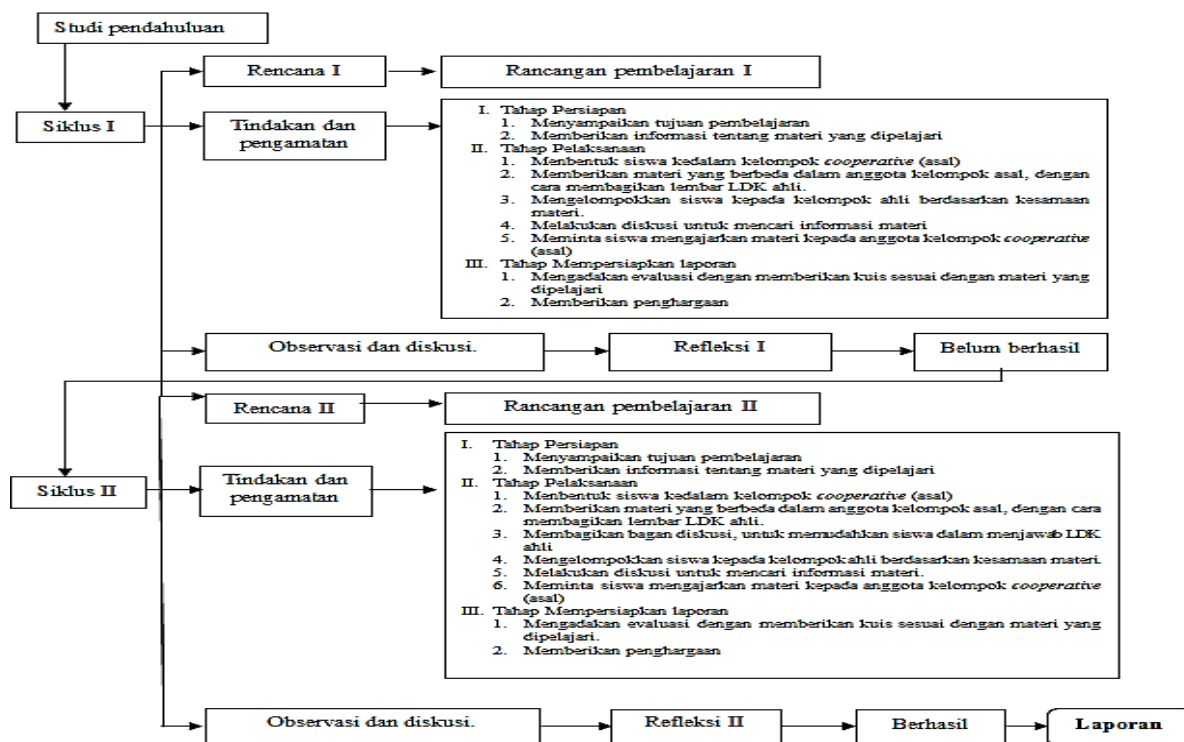 Studi pendahuluan
Rencana I
Rancangan pembelajaran I
Siklus I
Tindakan dan
pengamatan
I. Tahap Persiapan
1. Menyampaikan tujuan pembelajaran
2. Memberikan informasi tentang materi yang dipelajari
II. Tahap Pelaksanaan
1. Menbentuk siswa kedalam kelompok cooperative (asal)
2. Memberikan materi yang berbeda dalam anggota kelompok asal, dengan
cara membagikan lembar LDK ahli.
3. Mengelompokkan siswa kepada kelompok ahli berdasarkan kesamaan
materi.
4. Melakukan diskusi untuk mencari informasi materi
5. Meminta siswa mengajarkan materi kepada anggota kelompok cooperative
(asal)
III. Tahap Mempersiapkan laporan
1. Mengadakan evaluasi dengan memberikan kuis sesuai dengan materi yang
dipelajari
2. Memberikan penghargaan
Observasi dan diskusi.
Refleksi I
Belum berhasil
Rencana II
Rancangan pembelajaran II
Siklus II
Tindakan dan
pengamatan
I. Tahap Persiapan
1. Menyampaikan tujuan pembelajaran
2. Memberikan informasi tentang materi yang dipelajari
II. Tahap Pelaksanaan
1. Menbentuk siswa kedalam kelompok cooperative (asal)
2. Memberikan materi yang berbeda dalam anggota kelompok asal, dengan cara
membagikan lembar LDK ahli.
3. Membagikan bagan diskusi, untuk memudahkan siswa dalam menjawab LDK
ahli
4. Mengelompokkan siswa kepada kelompok ahli berdasarkan kesamaan materi.
5. Melakukan diskusi untuk mencari informasi materi.
6. Meminta siswa mengajarkan materi kepada anggota kelompok cooperative
(asal)
III. Tahap Mempersiapkan laporan
1. Mengadakan evaluasi dengan memberikan kuis sesuai dengan materi yang
dipelajari.
2. Memberikan penghargaan
Observasi dan diskusi.
Refleksi II
Berhasil
Laporan